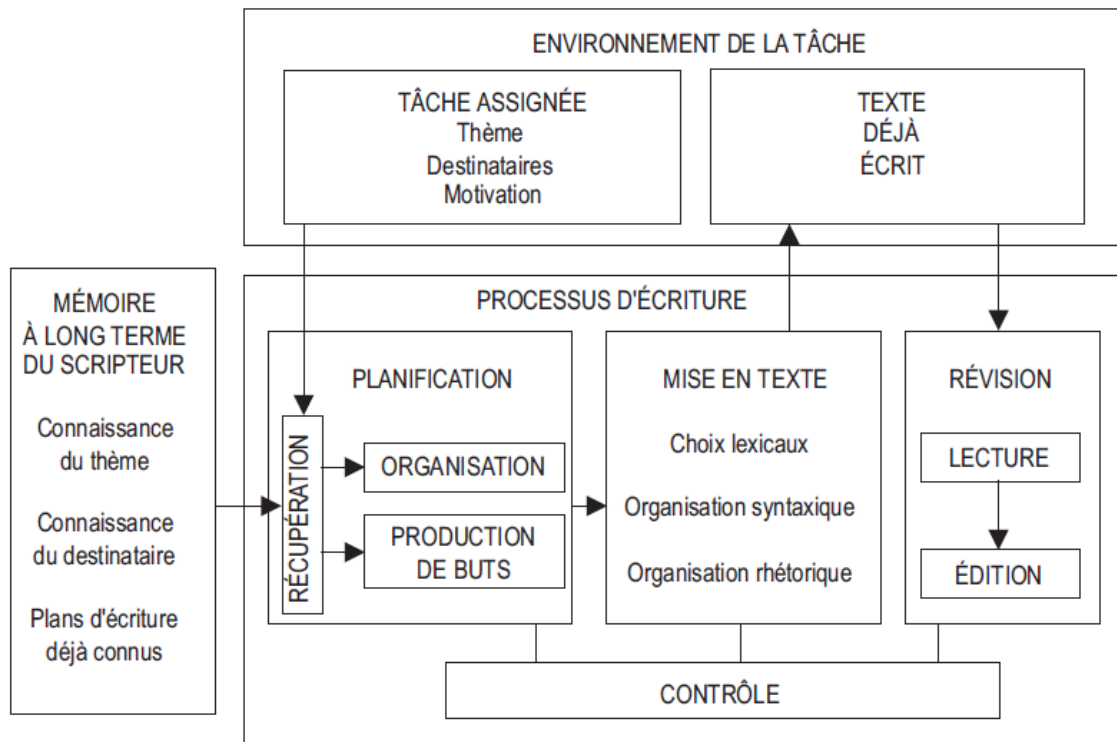 ENVIRONNEMENT DE LA TÂCHE
TÂCHE ASSIGNÉE
Thème
Destinataires
Motivation
TEXTE
DÉJÀ
ÉCRIT
MÉMOIRE
À LONG TERME
DU SCRIPTEUR
Connaissance
du thème
Connaissance
du destinataire
Plans d'écriture
déjà connus
PROCESSUS D'ÉCRITURE
PLANIFICATION
RÉCUPÉRATION
ORGANISATION
PRODUCTION
DE BUTS
MISE EN TEXTE
Choix lexicaux
Organisation syntaxique
Organisation rhétorique
RÉVISION
LECTURE
ÉDITION
CONTRÔLE